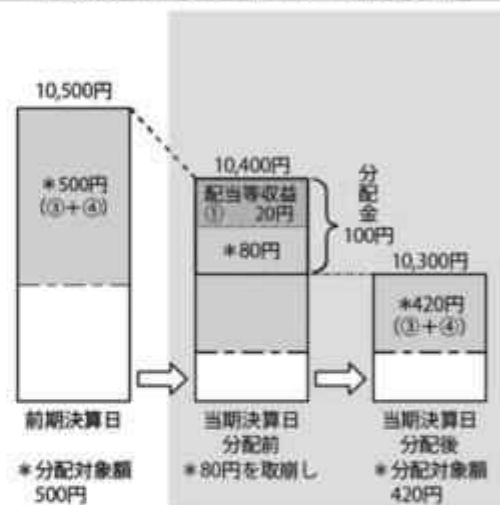 10,500円
*500円
(③+④)
前期決算日
*分配対象額
500円
10,400円
配当等収益
① 20円
*80円
分配金
100円
当期決算日
分配前
*80円を取崩し
10,300円
*420円
(③+④)
当期決算日
分配後
*分配対象額
420円